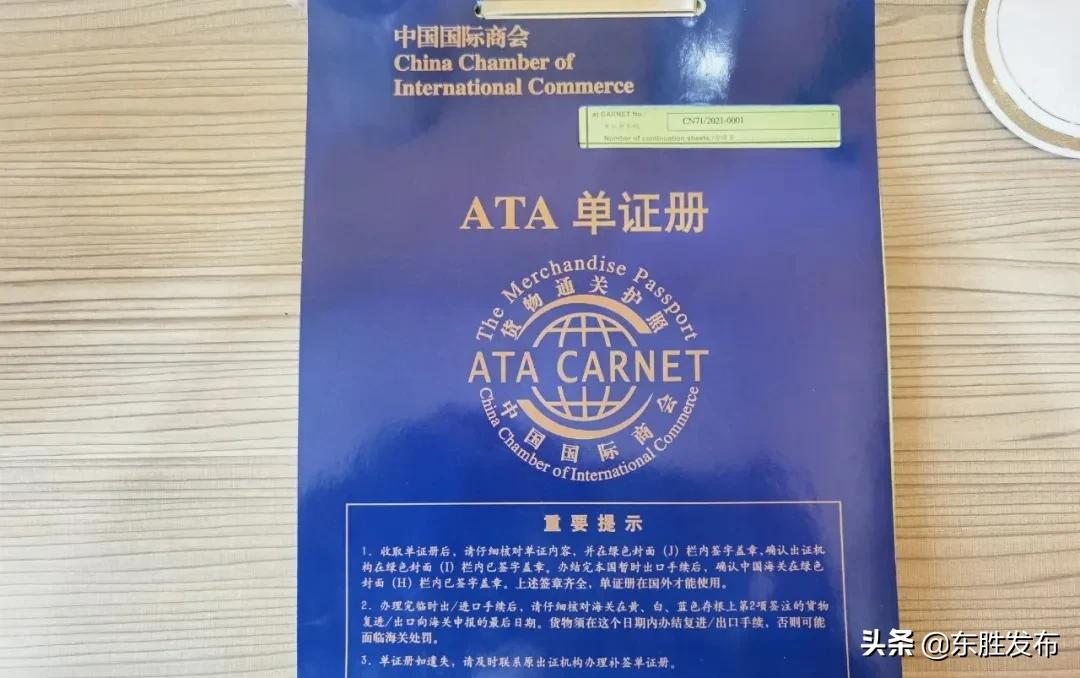 中国国际商会
China Chamber of
International Commerce
a) CARNET No./
CN71/2021-0001
Number of continuation sheets
ATA 单证册
The Merchandise Passport
货物通关护照
ATA CARNET
中国国际商会
China Chamber of International Commerce
重要提示
1. 收取单证册后，请仔细核对单证内容，并在绿色封面（J）栏内签字盖章，确认出证机
构在绿色封面（I）栏内已签字盖章。办结完本国暂时出口手续后，确认中国海关在绿色
封面（H）栏内已签字盖章。上述签章齐全，单证册在国外才能使用。
2. 办理完临时出/进口手续后，请仔细核对海关在黄、白、蓝色存根上第2项签注的货物
复进/出口向海关申报的最后日期。货物须在这个日期内办结复进/出口手续，否则可能
面临海关处罚。
3. 单证册如遗失，请及时联系原出证机构办理补签单证册。
头条 @东胜发布